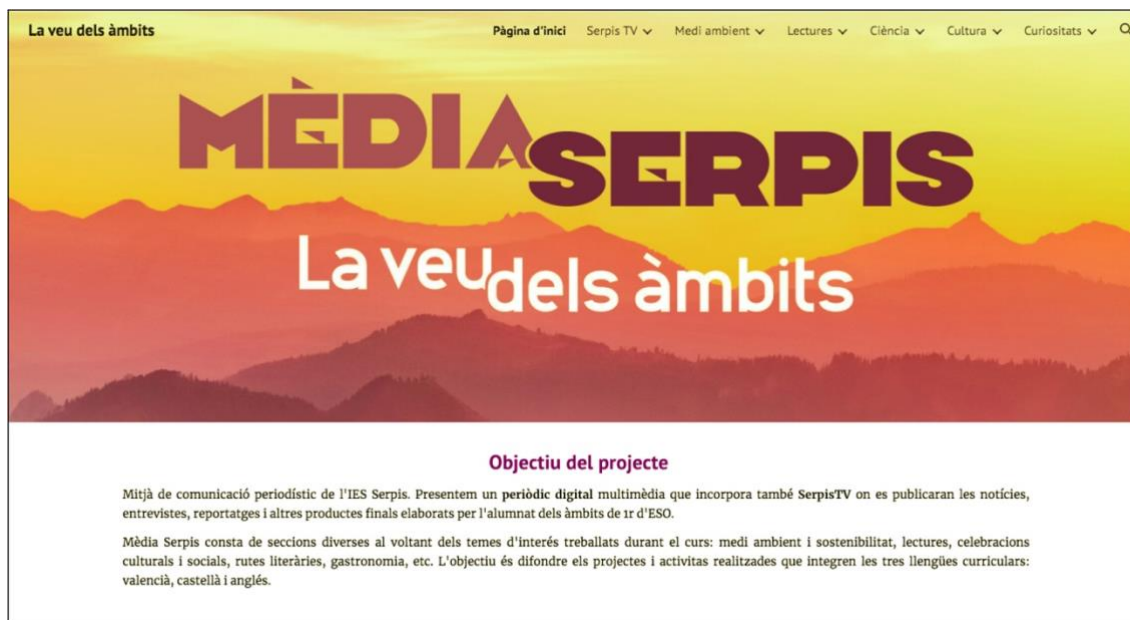 La veu dels àmbits
Pàgina d'inici Serpis TV Medi ambient Lectures Ciència Cultura Curiositats
MÈDIA
SERPIS
La veu dels àmbits
Objectiu del projecte
Mitjà de comunicació periodístic de l'IES Serpis. Presentem un periòdic digital multimèdia que incorpora també SerpisTV on es publicaran les notícies,
entrevistes, reportatges i altres productes finals elaborats per l'alumnat dels àmbits de 1r d'ESO.
Mèdia Serpis consta de seccions diverses al voltant dels temes d'interés treballats durant el curs: medi ambient i sostenibilitat, lectures, celebracions
culturals i socials, rutes literàries, gastronomia, etc. L'objectiu és difondre els projectes i activitas realitzades que integren les tres llengües curriculars:
valencià, castellà i anglés.